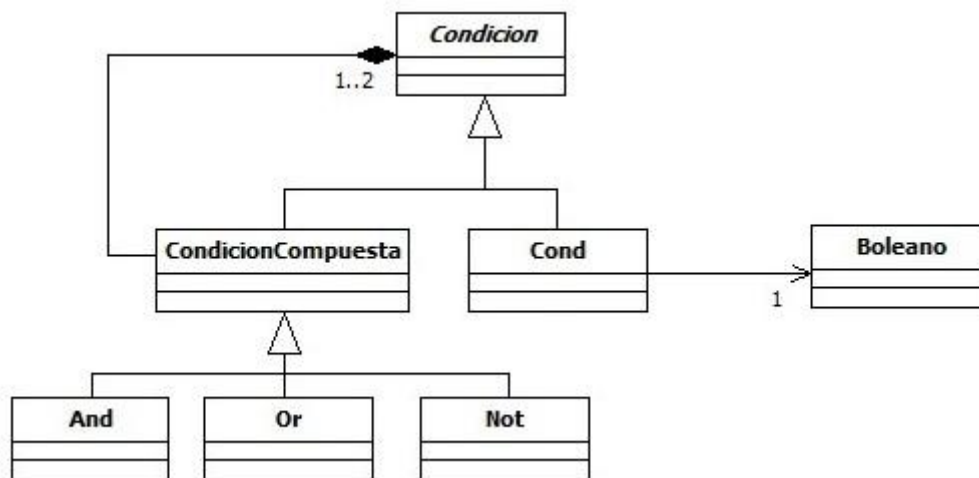 Condicion
1..2
CondicionCompuesta
Cond
Boleano
1
And
Or
Not